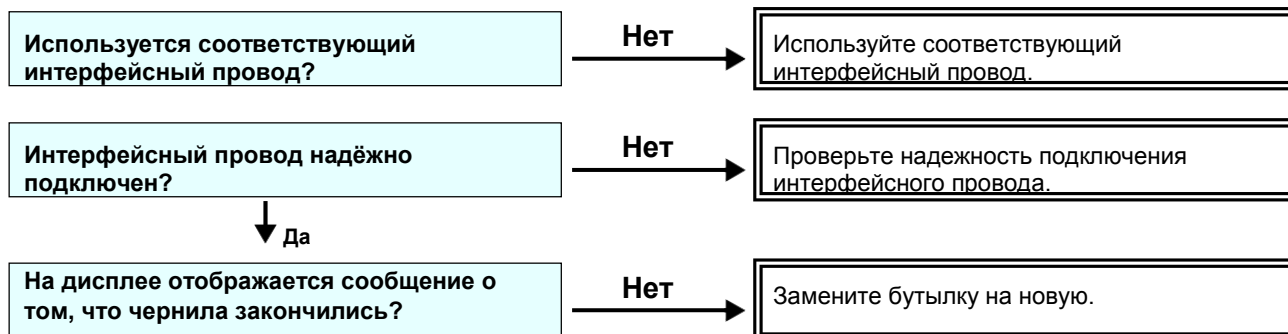 Используется соответствующий
интерфейсный провод?
Нет
Используйте соответствующий
интерфейсный провод.
Интерфейсный провод надёжно
подключен?
Нет
Проверьте надежность подключения
интерфейсного провода.
Да
На дисплее отображается сообщение о
том, что чернила закончились?
Нет
Замените бутылку на новую.